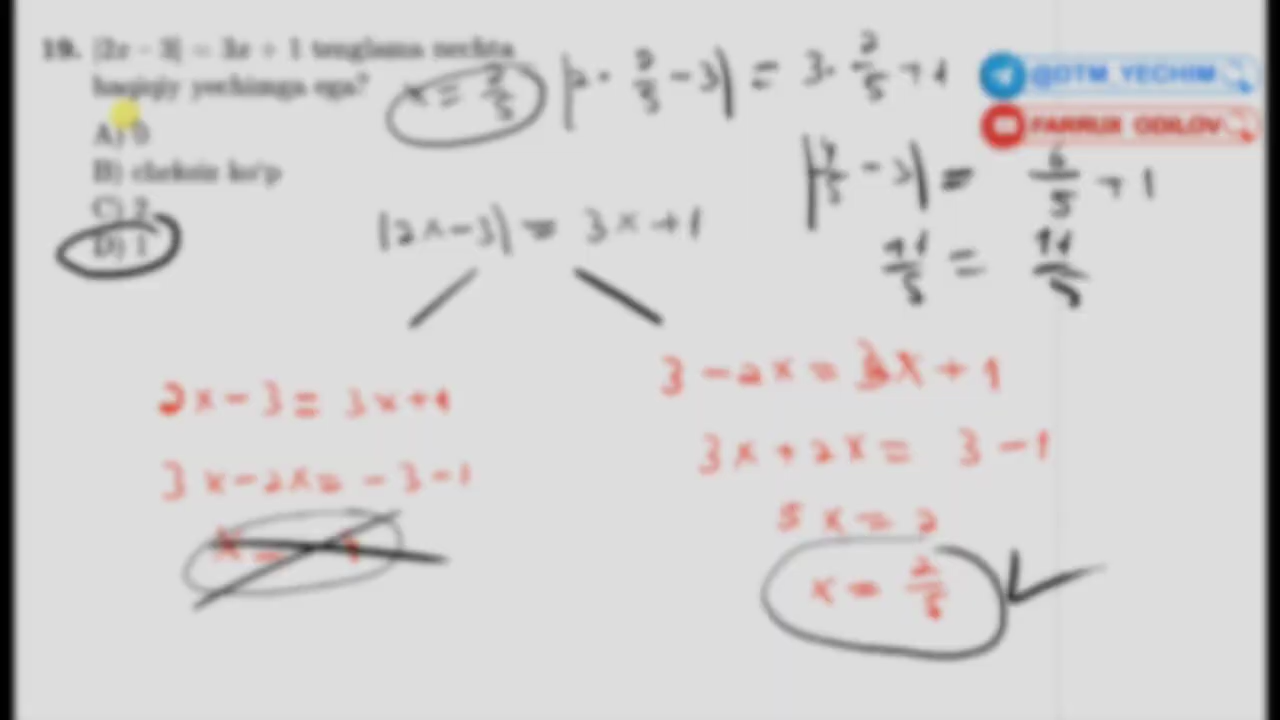 19. |2x − 3| = 3x + 1 tenglama nechta
haqiqiy yechimga ega?
A) 0
B) cheksiz ko'p
C) 2
D) 1
x = 2/5
|2 · 2/5 − 3| = 3 · 2/5 + 1
|4/5 − 3| = 6/5 + 1
11/5 = 11/5
@DTM_YECHIM
FARRUX ODILOV
|2x−3| = 3x+1
2x − 3 = 3x+1
3x−2x = −3−1
x =
3 − 2x = 3x + 1
3x + 2x = 3 − 1
5x = 2
x = 2/5